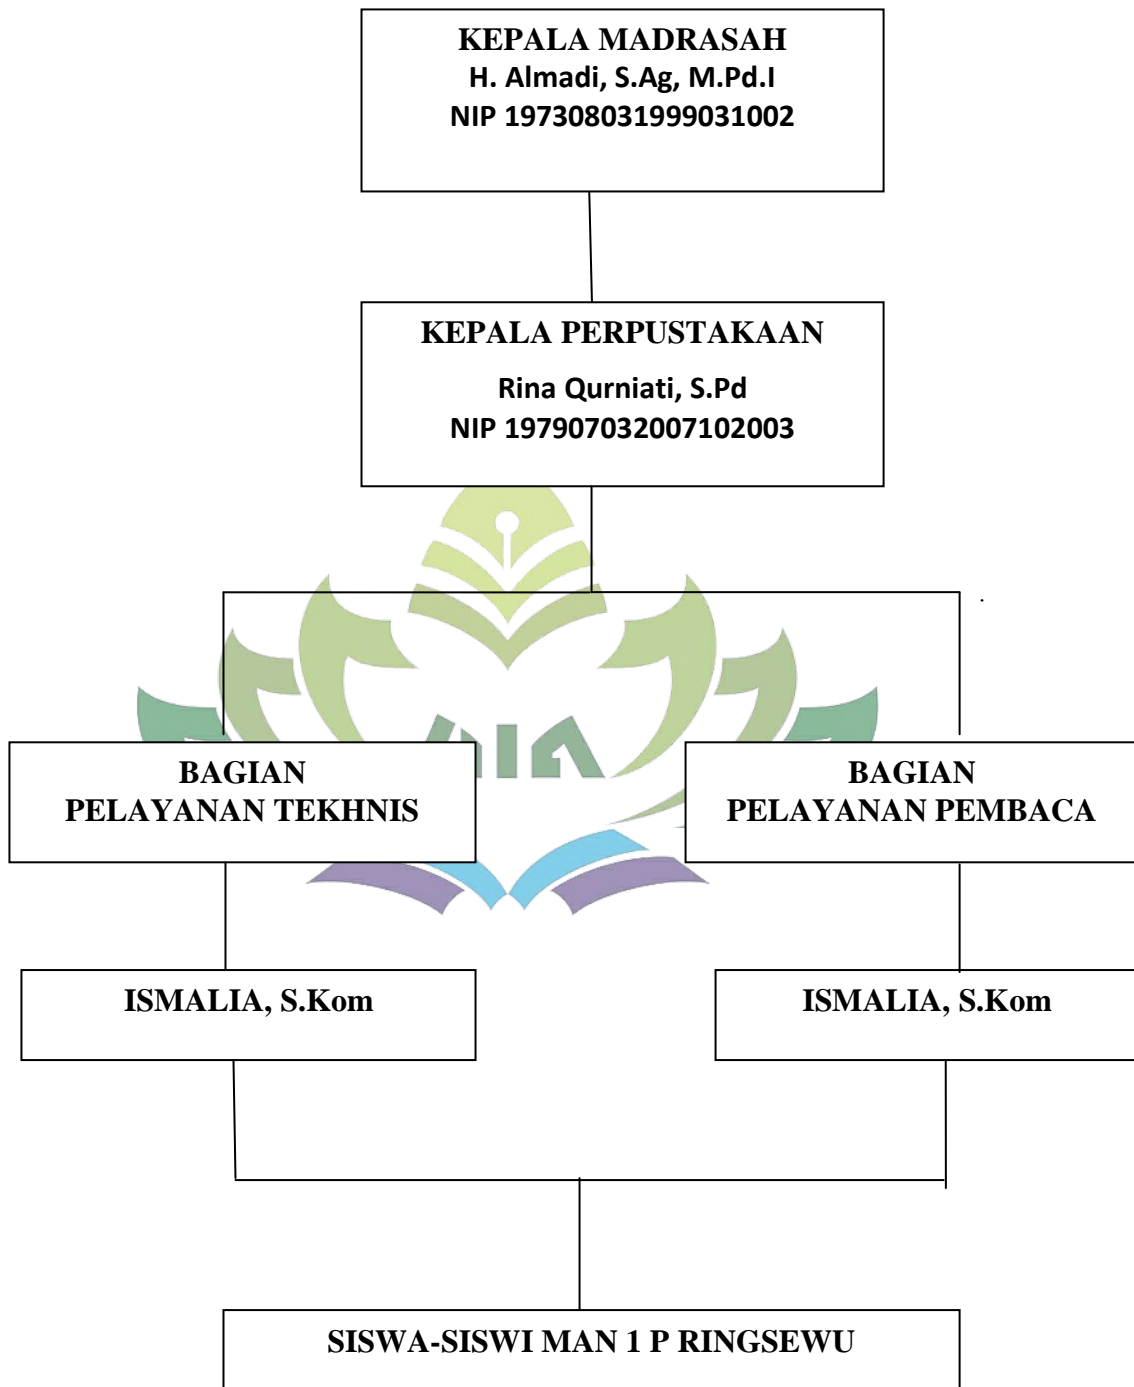 KEPALA MADRASAH
H. Almadi, S.Ag, M.Pd.I
NIP 197308031999031002
KEPALA PERPUSTAKAAN
Rina Qurniati, S.Pd
NIP 197907032007102003
.
BAGIAN
PELAYANAN TEKHNIS
BAGIAN
PELAYANAN PEMBACA
ISMALIA, S.Kom
ISMALIA, S.Kom
SISWA-SISWI MAN 1 P RINGSEWU